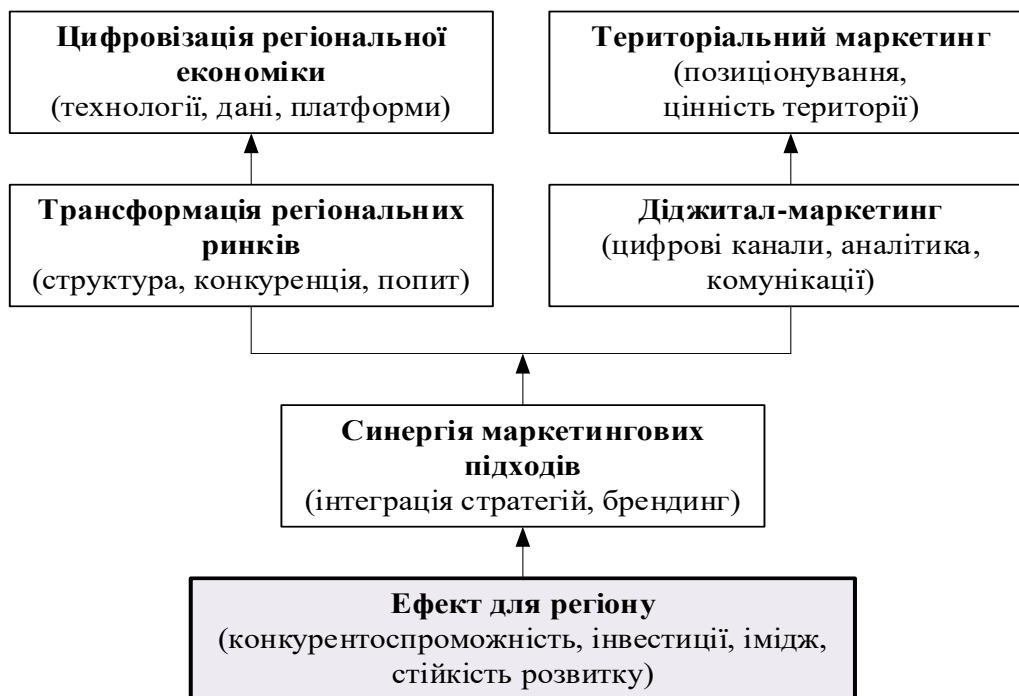 Цифровізація регіональної
економіки
(технології, дані, платформи)
Територіальний маркетинг
(позиціонування,
цінність території)
Трансформація регіональних
ринків
(структура, конкуренція, попит)
Діджитал-маркетинг
(цифрові канали, аналітика,
комунікації)
Синергія маркетингових
підходів
(інтеграція стратегій, брендинг)
Ефект для регіону
(конкурентоспроможність, інвестиції, імідж,
стійкість розвитку)